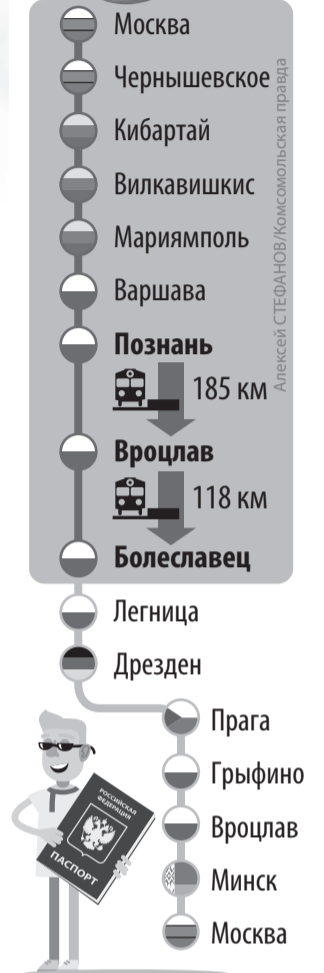 Москва
Чернышевское
Кибартай
Вилкавишкис
Мариямполь
Варшава
Познань
185 км
Вроцлав
118 км
Болеславец
Легница
Дрезден
Прага
Грыфино
Вроцлав
Минск
Москва
Алексей СТЕФАНОВ/Комсомольская правда
РОССИЙСКАЯ
ФЕДЕРАЦИЯ
ПАСПОРТ